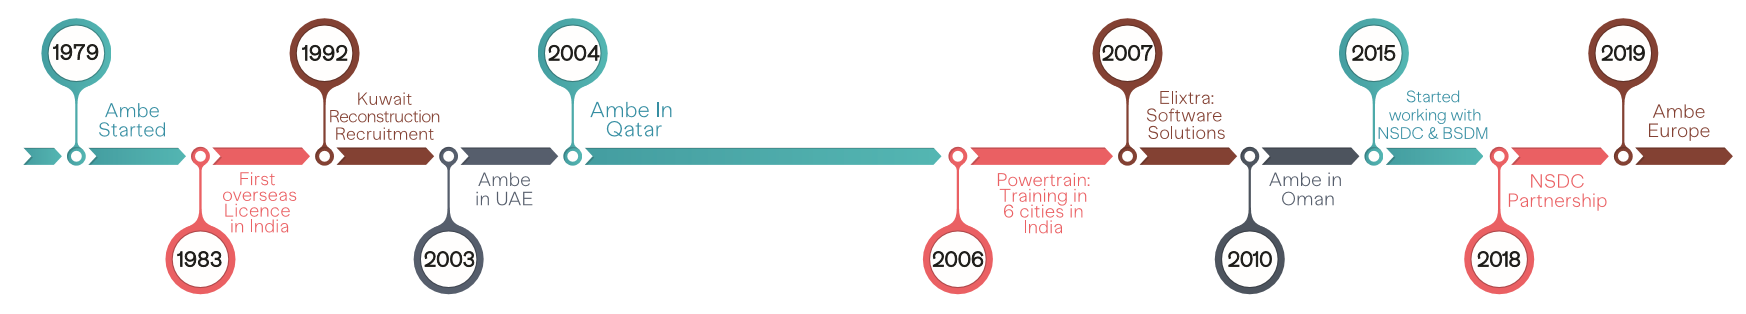 1979
Ambe
Started
1983
First
overseas
Licence
in India
1992
Kuwait
Reconstruction
Recruitment
2003
Ambe
in UAE
2004
Ambe In
Qatar
2006
Powertrain:
Training in
6 cities in
India
2007
Elixtra:
Software
Solutions
2010
Ambe in
Oman
2015
Started
working with
NSDC & BSDM
2018
NSDC
Partnership
2019
Ambe
Europe